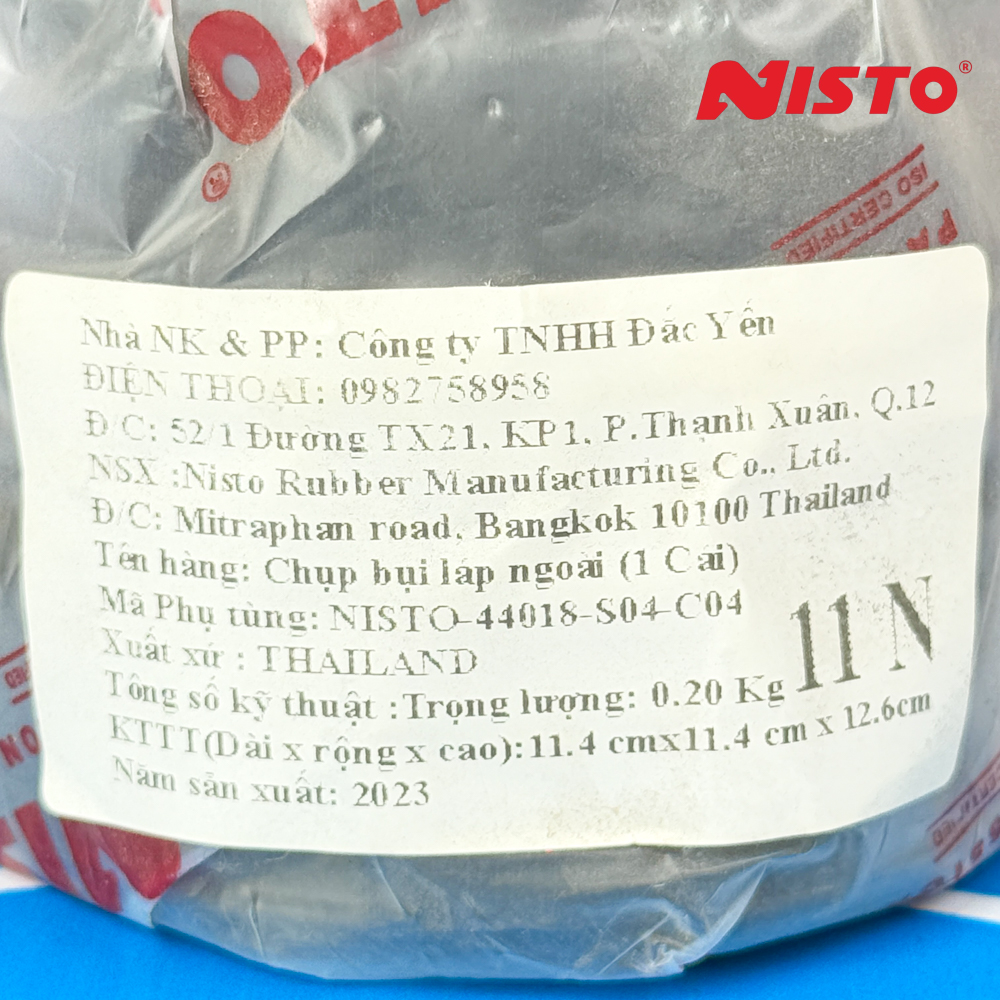 NISTO®
ISO CERTIFIED
Nhà NK & PP: Công ty TNHH Đắc Yến
ĐIỆN THOẠI: 0982758958
Đ/C: 52/1 Đường TX21, KP1, P.Thạnh Xuân, Q.12
NSX :Nisto Rubber Manufacturing Co., Ltd.
Đ/C: Mitraphan road, Bangkok 10100 Thailand
Tên hàng: Chụp bụi láp ngoài (1 Cái)
Mã Phụ tùng: NISTO-44018-S04-C04
Xuất xứ : THAILAND
11 N
Tông số kỹ thuật :Trọng lượng: 0.20 Kg
KTTT(Dài x rộng x cao):11.4 cmx11.4 cm x 12.6cm
Năm sản xuất: 2023